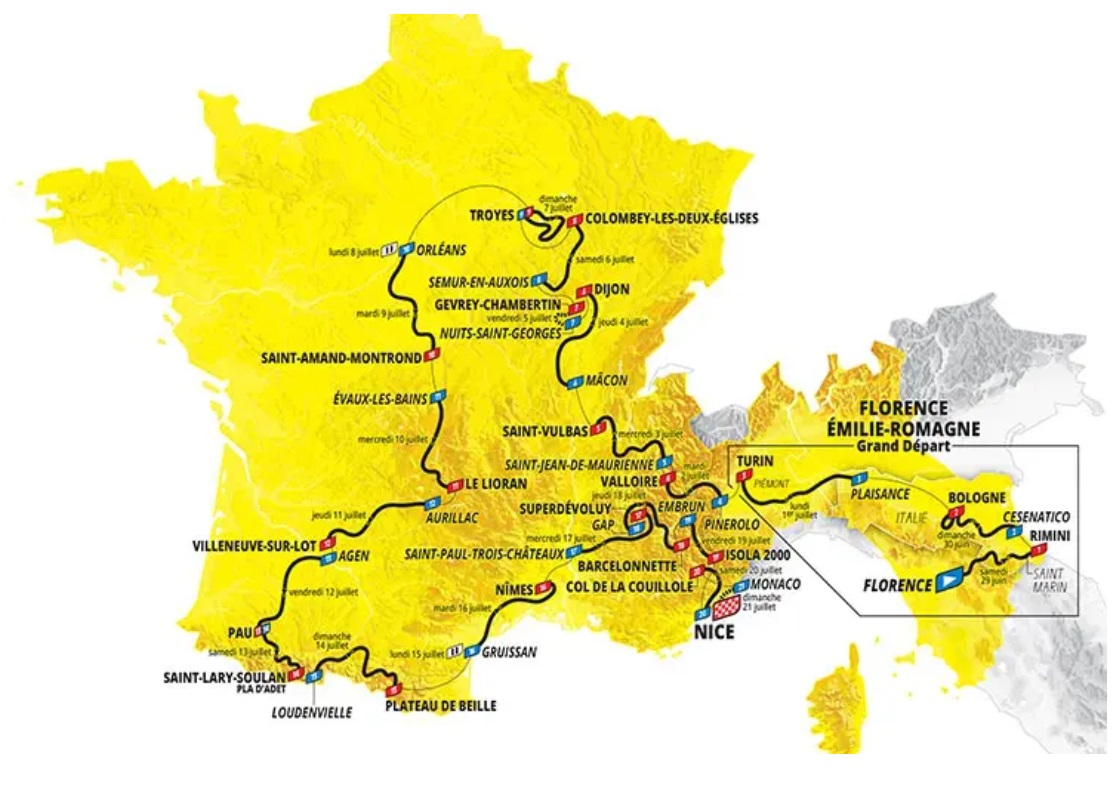 dimanche
7 juillet
TROYES
COLOMBEY-LES-DEUX-ÉGLISES
lundi 8 juillet
ORLÉANS
samedi 6 juillet
SEMUR-EN-AUXOIS
DIJON
GEVREY-CHAMBERTIN
mardi 9 juillet
vendredi 5 juillet
jeudi 4 juillet
NUITS-SAINT-GEORGES
SAINT-AMAND-MONTROND
MÂCON
ÉVAUX-LES-BAINS
FLORENCE
ÉMILIE-ROMAGNE
Grand Départ
SAINT-VULBAS
mercredi 3 juillet
mercredi 10 juillet
SAINT-JEAN-DE-MAURIENNE
mardi
2 juillet
TURIN
PIÉMONT
VALLOIRE
LE LIORAN
jeudi 18 juillet
PLAISANCE
BOLOGNE
SUPERDÉVOLUY
EMBRUN
lundi
1er juillet
ITALIE
CESENATICO
jeudi 11 juillet
AURILLAC
GAP
PINEROLO
dimanche
30 juin
RIMINI
mercredi 17 juillet
vendredi 19 juillet
VILLENEUVE-SUR-LOT
AGEN
SAINT-PAUL-TROIS-CHÂTEAUX
ISOLA 2000
BARCELONNETTE
samedi 20 juillet
samedi
29 juin
SAINT
MARIN
FLORENCE
NÎMES
COL DE LA COUILLOLE
MONACO
vendredi 12 juillet
mardi 16 juillet
dimanche
21 juillet
NICE
PAU
dimanche
14 juillet
samedi 13 juillet
lundi 15 juillet
GRUISSAN
SAINT-LARY-SOULAN
PLA D'ADET
LOUDENVIELLE
PLATEAU DE BEILLE